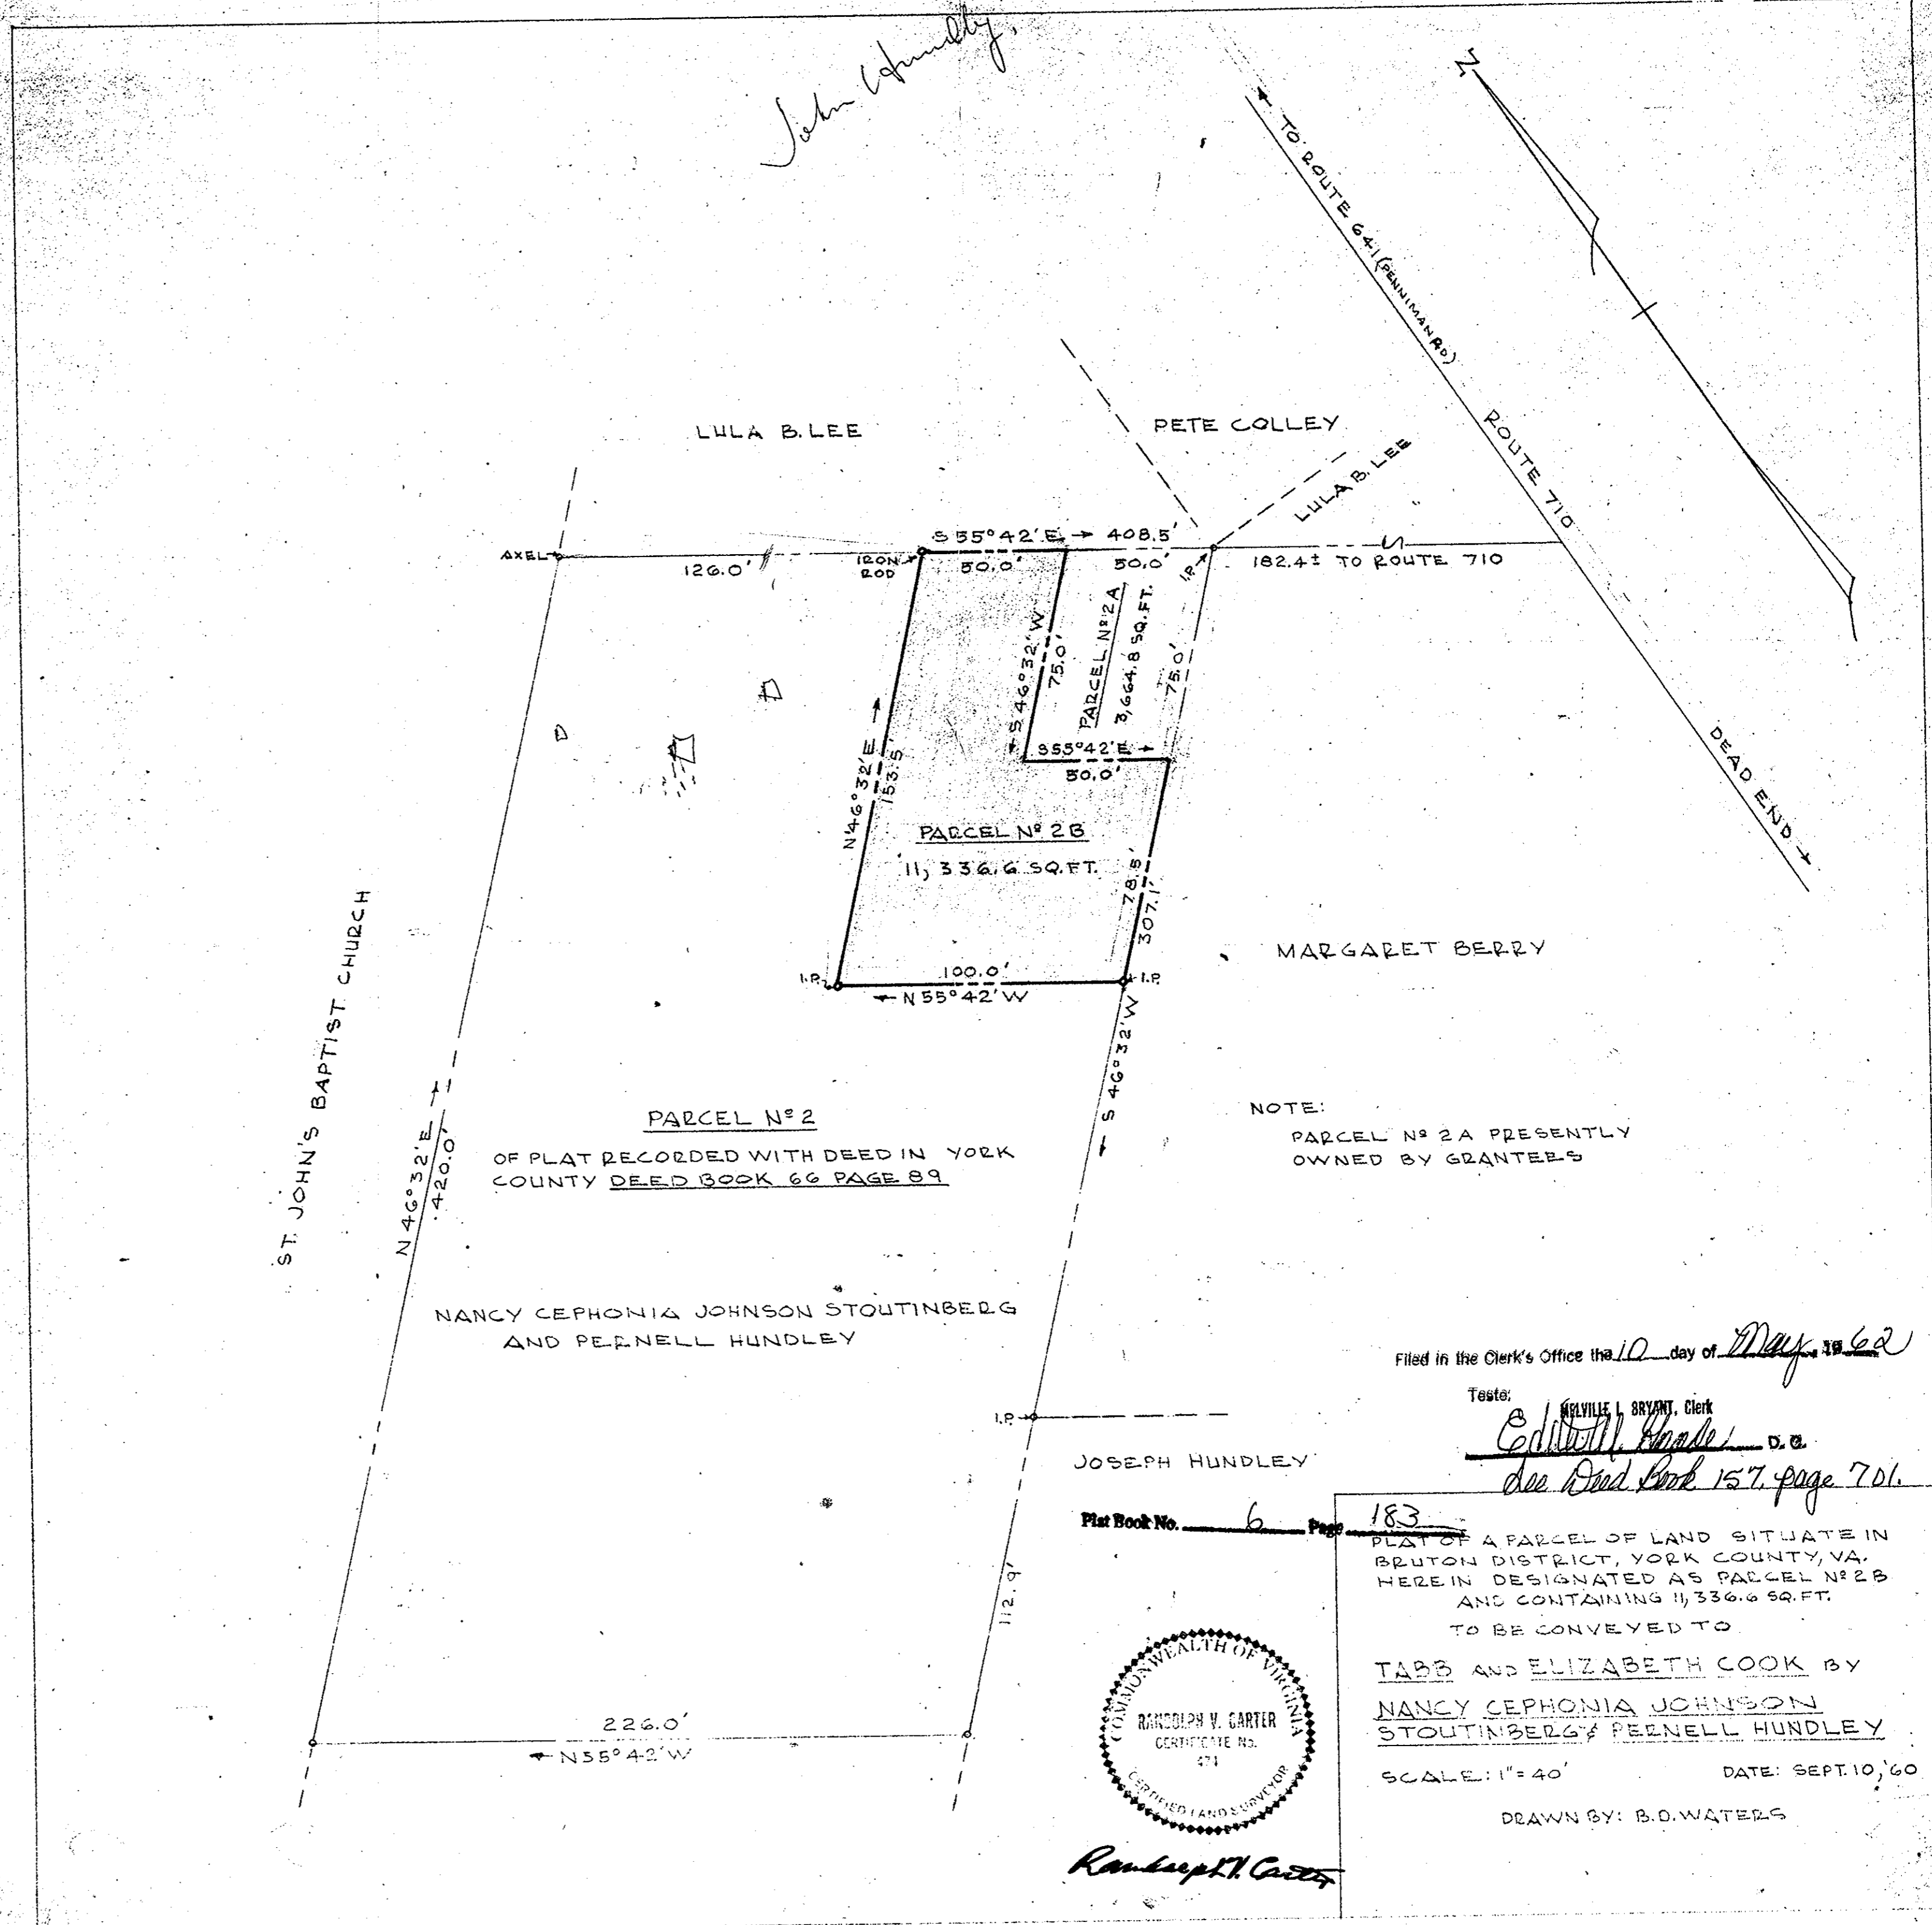 John Hundley,
N
TO ROUTE 641 (PENNIMAN RD)
ROUTE 710
DEAD END
LULA B. LEE
PETE COLLEY
LULA B. LEE
S 55° 42' E → 408.5'
AXEL
126.0'
IRON
ROD
50.0'
50.0'
I.P.
182.4± TO ROUTE 710
S 46° 32' W
75.0'
PARCEL Nº 2A
3,664.8 SQ. FT.
75.0'
S 55° 42' E →
50.0'
N 46° 32' E →
153.5'
PARCEL Nº 2B
11,336.6 SQ. FT.
78.5'
307.1'
I.P.
100.0'
I.P.
← N 55° 42' W
MARGARET BERRY
← S 46° 32' W
ST. JOHN'S BAPTIST CHURCH
N 46° 32' E →
420.0'
PARCEL Nº 2
OF PLAT RECORDED WITH DEED IN YORK
COUNTY DEED BOOK 66 PAGE 89
NOTE:
PARCEL Nº 2A PRESENTLY
OWNED BY GRANTEES
NANCY CEPHONIA JOHNSON STOUTINBERG
AND PERNELL HUNDLEY
Filed in the Clerk's Office the 10 day of May, 1962
Teste:
MELVILLE I. BRYANT, Clerk
D. C.
See Deed Book 157, page 701.
I.P.
JOSEPH HUNDLEY
Plat Book No. 6 Page 183
112.9'
226.0'
← N 55° 42' W
PLAT OF A PARCEL OF LAND SITUATE IN
BRUTON DISTRICT, YORK COUNTY, VA.
HEREIN DESIGNATED AS PARCEL Nº 2B
AND CONTAINING 11,336.6 SQ. FT.
TO BE CONVEYED TO
TABB AND ELIZABETH COOK BY
NANCY CEPHONIA JOHNSON
STOUTINBERG & PERNELL HUNDLEY
SCALE: 1" = 40'
DATE: SEPT. 10, '60
DRAWN BY: B.D. WATERS
COMMONWEALTH OF VIRGINIA
RANDOLPH V. CARTER
CERTIFICATE No.
471
CERTIFIED LAND SURVEYOR
Randolph V. Carter